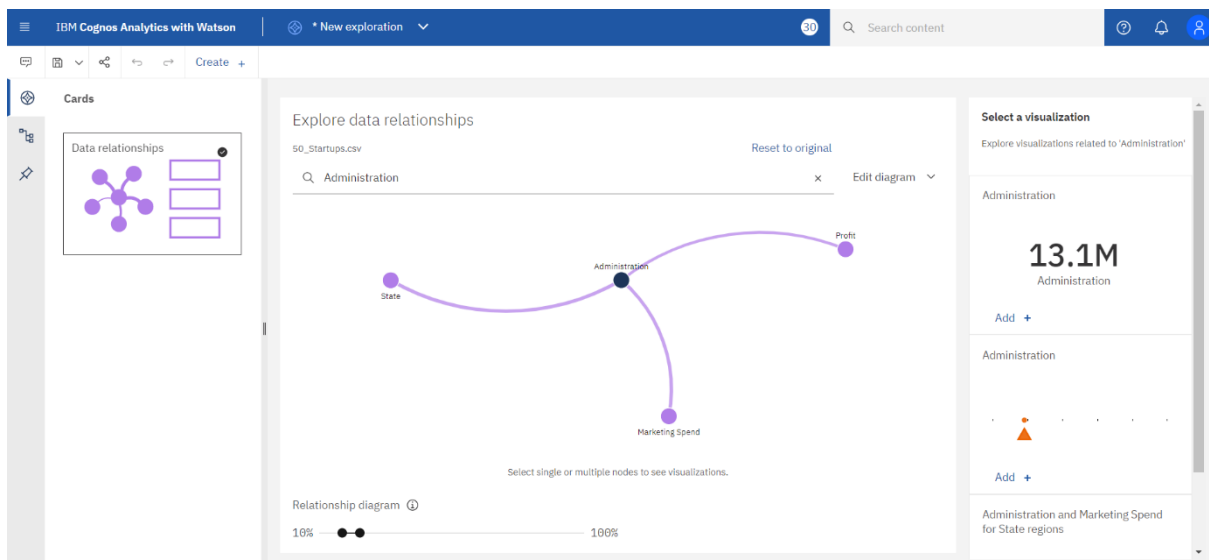 IBM Cognos Analytics with Watson
* New exploration
30
Search content
Create +
Cards
Data relationships
Explore data relationships
50_Startups.csv
Reset to original
Administration
×
Edit diagram
Profit
Administration
State
Marketing Spend
Select single or multiple nodes to see visualizations.
Relationship diagram
10%
100%
Select a visualization
Explore visualizations related to 'Administration'
Administration
13.1M
Administration
Add +
Administration
Add +
Administration and Marketing Spend
for State regions